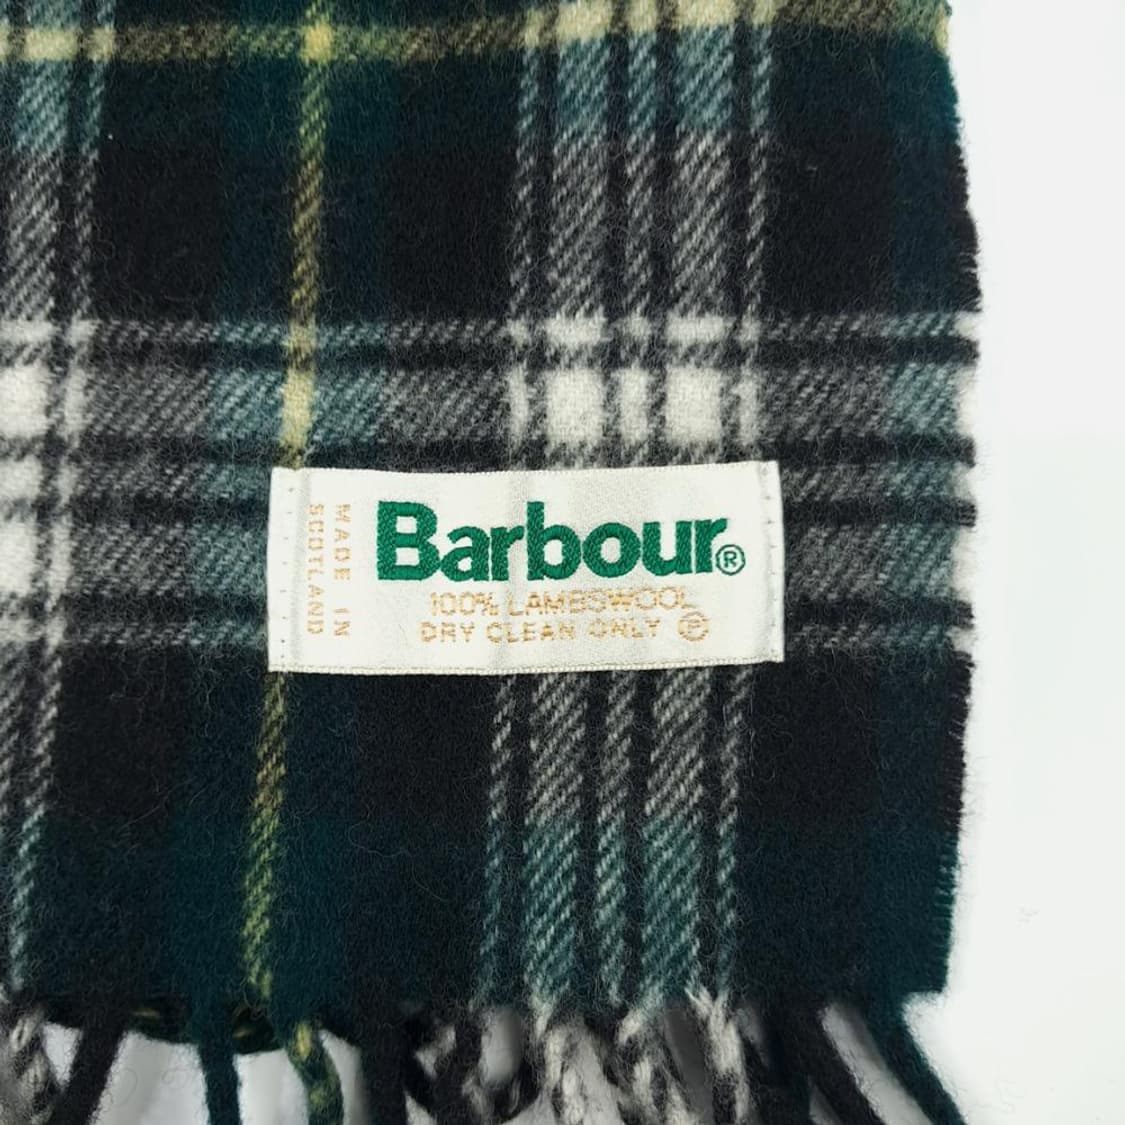 MADE IN
SCOTLAND
Barbour®
100% LAMBSWOOL
DRY CLEAN ONLY Ⓟ